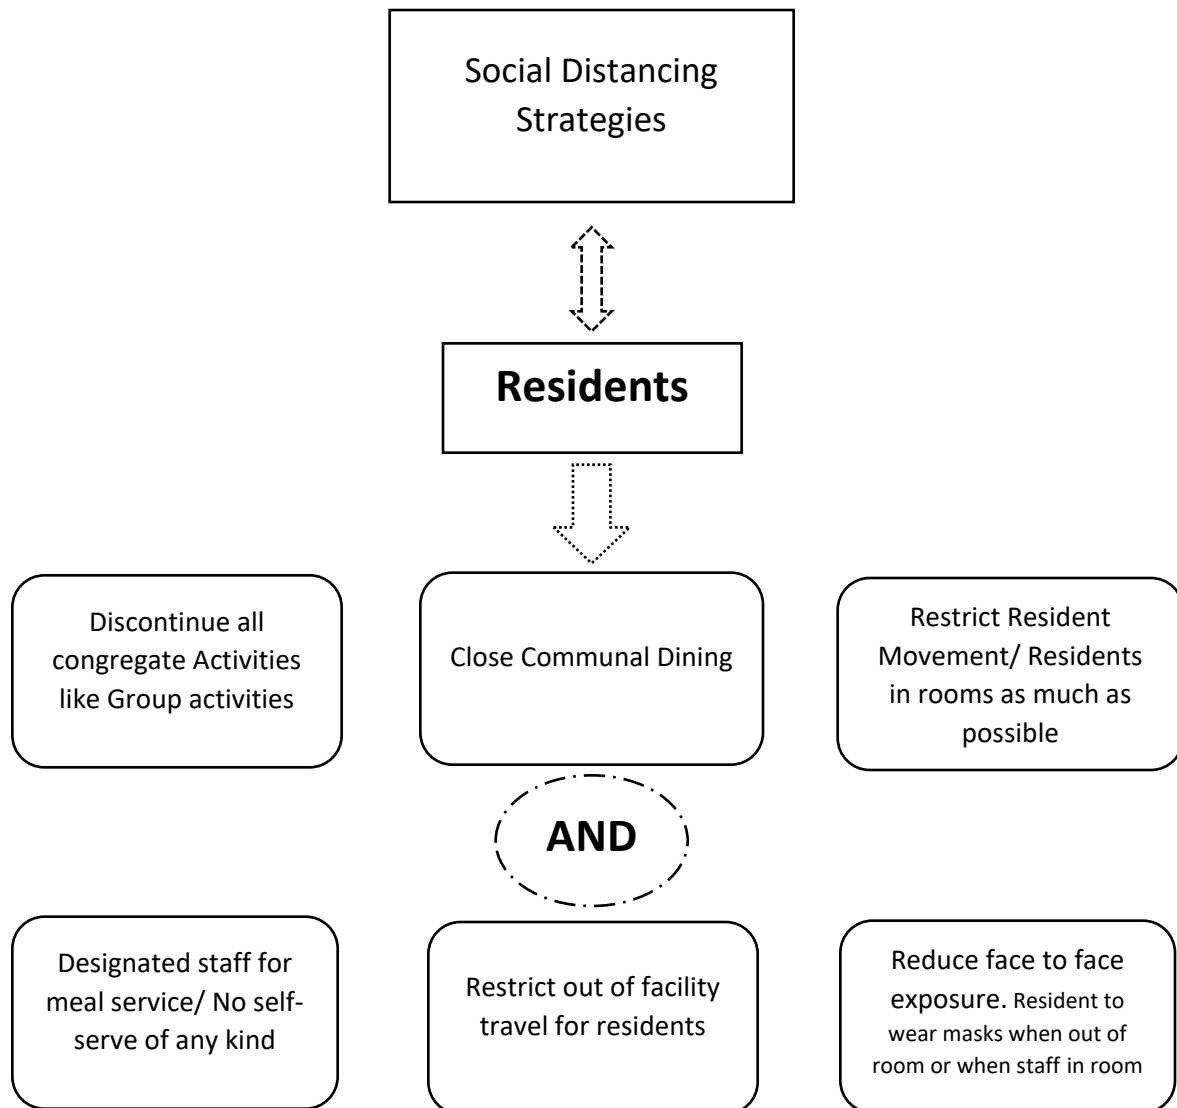 Social Distancing
Strategies
Residents
Discontinue all
congregate Activities
like Group activities
Close Communal Dining
Restrict Resident
Movement/ Residents
in rooms as much as
possible
AND
Designated staff for
meal service/ No self-
serve of any kind
Restrict out of facility
travel for residents
Reduce face to face
exposure. Resident to
wear masks when out of
room or when staff in room